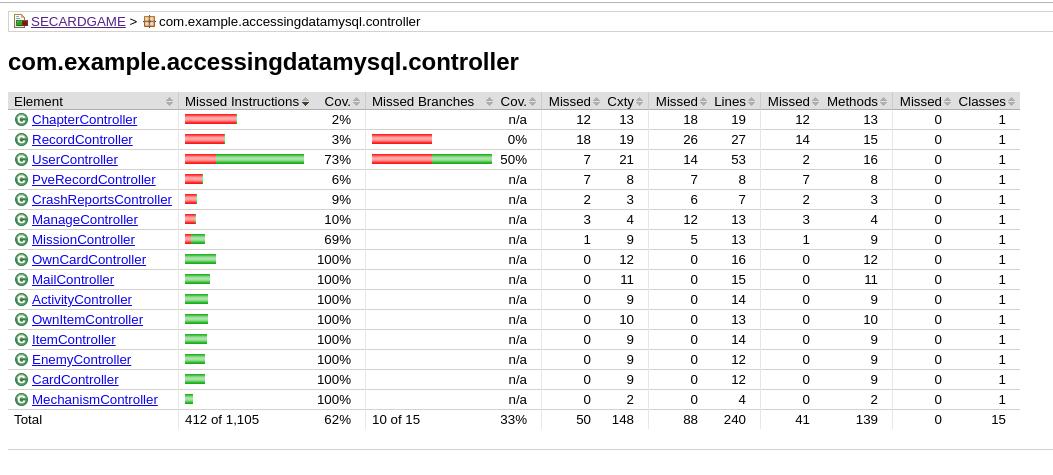 SECARDGAME > com.example.accessingdatamysql.controller
com.example.accessingdatamysql.controller
Element Missed Instructions Cov. Missed Branches Cov. Missed Cxty Missed Lines Missed Methods Missed Classes
C ChapterController 2% n/a 12 13 18 19 12 13 0 1
C RecordController 3% 0% 18 19 26 27 14 15 0 1
C UserController 73% 50% 7 21 14 53 2 16 0 1
C PveRecordController 6% n/a 7 8 7 8 7 8 0 1
C CrashReportsController 9% n/a 2 3 6 7 2 3 0 1
C ManageController 10% n/a 3 4 12 13 3 4 0 1
C MissionController 69% n/a 1 9 5 13 1 9 0 1
C OwnCardController 100% n/a 0 12 0 16 0 12 0 1
C MailController 100% n/a 0 11 0 15 0 11 0 1
C ActivityController 100% n/a 0 9 0 14 0 9 0 1
C OwnItemController 100% n/a 0 10 0 13 0 10 0 1
C ItemController 100% n/a 0 9 0 14 0 9 0 1
C EnemyController 100% n/a 0 9 0 12 0 9 0 1
C CardController 100% n/a 0 9 0 12 0 9 0 1
C MechanismController 100% n/a 0 2 0 4 0 2 0 1
Total 412 of 1,105 62% 10 of 15 33% 50 148 88 240 41 139 0 15